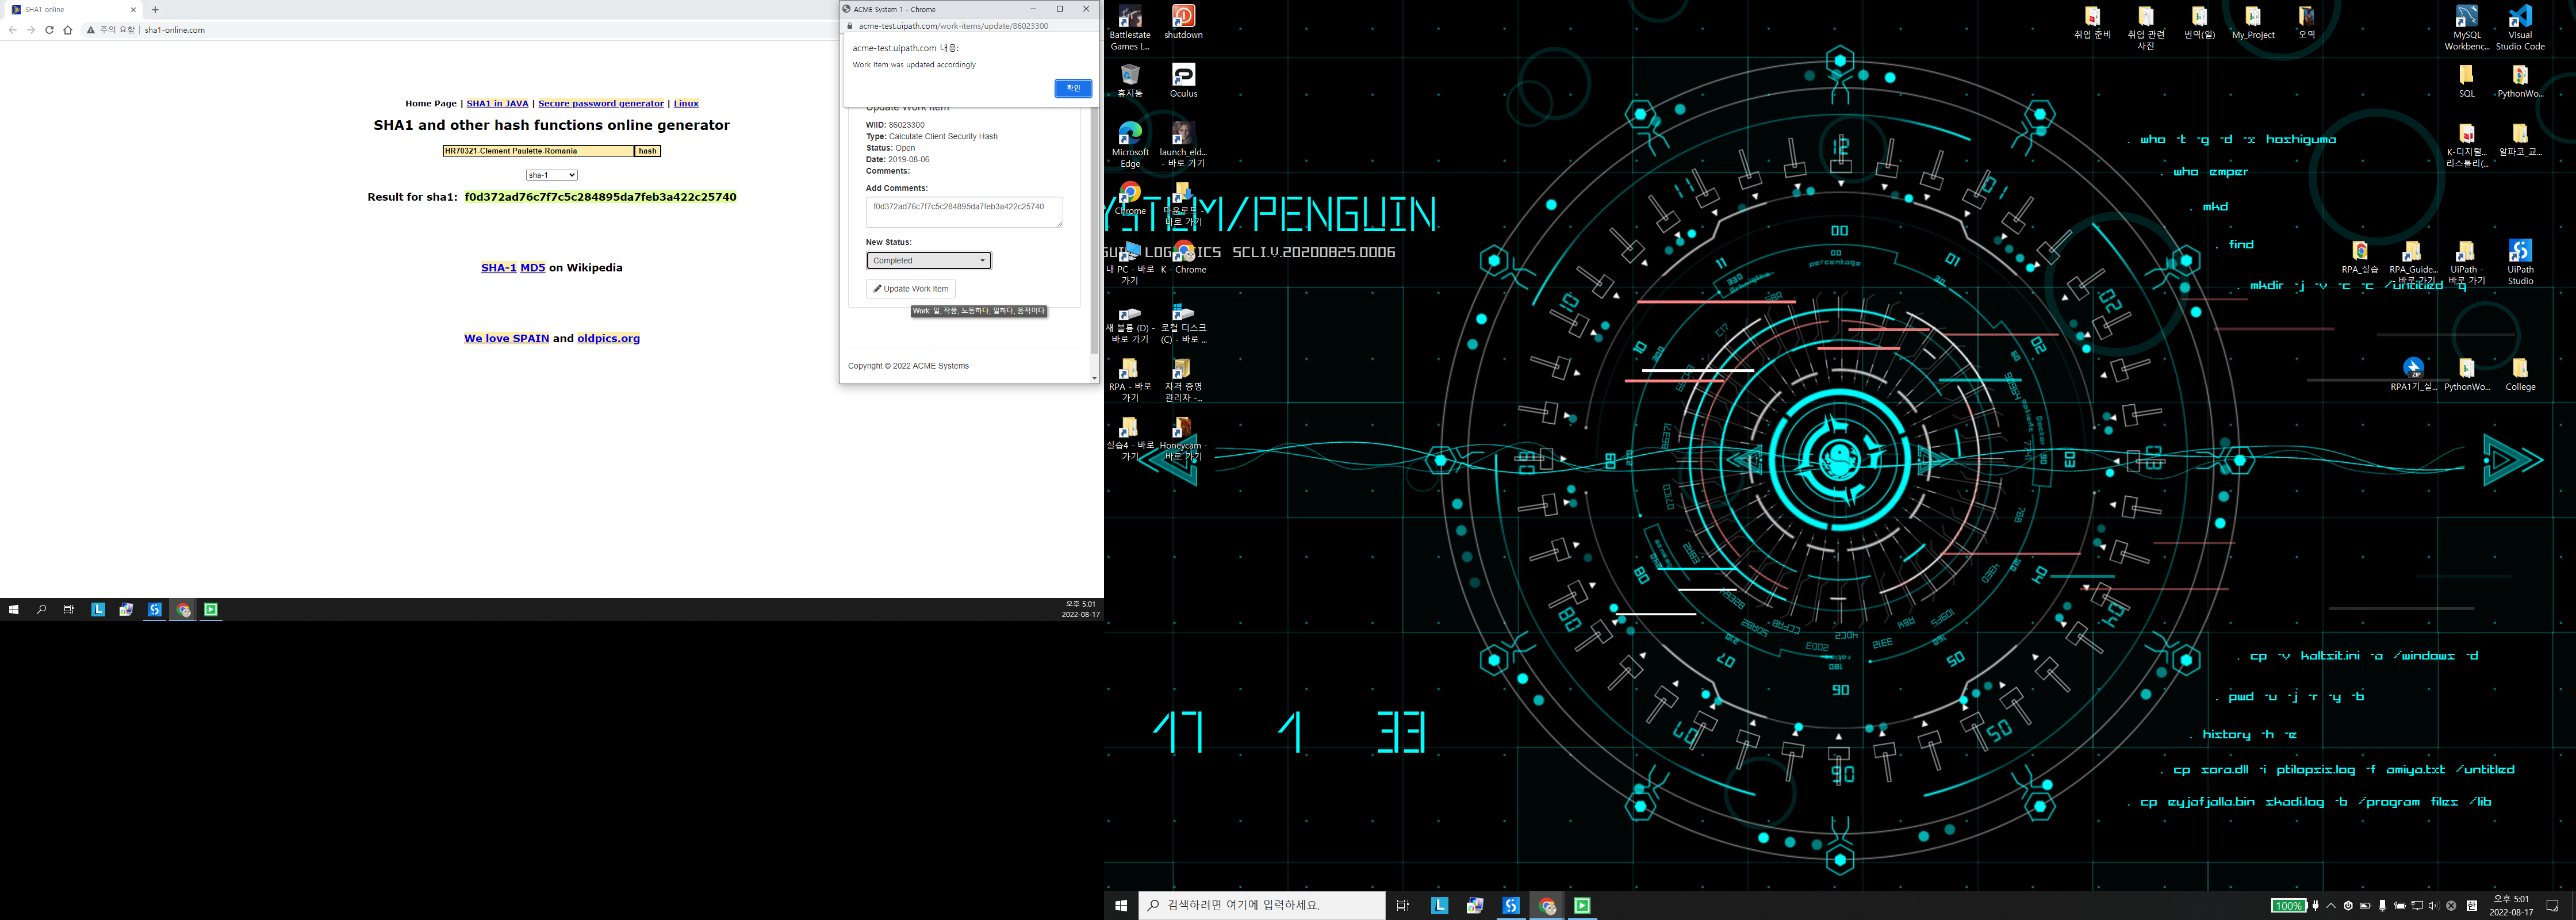 SHA1 online
주의 요함
sha1-online.com
Home Page | SHA1 in JAVA | Secure password generator | Linux
SHA1 and other hash functions online generator
HR70321-Clement Paulette-Romania
hash
sha-1
Result for sha1: f0d372ad76c7f7c5c284895da7feb3a422c25740
SHA-1 MD5 on Wikipedia
We love SPAIN and oldpics.org
ACME System 1 - Chrome
acme-test.uipath.com/work-items/update/86023300
acme-test.uipath.com 내용:
Work Item was updated accordingly
확인
Update Work Item
WIID: 86023300
Type: Calculate Client Security Hash
Status: Open
Date: 2019-08-06
Comments:
Add Comments:
f0d372ad76c7f7c5c284895da7feb3a422c25740
New Status:
Completed
Update Work Item
Work: 일, 작품, 노동하다, 일하다, 움직이다
Copyright © 2022 ACME Systems
오후 5:01
2022-08-17
Battlestate
Games L...
shutdown
휴지통
Oculus
Microsoft
Edge
launch_eld...
- 바로 가기
Chrome
다운로드 -
바로 가기
YSTEM/PENGUIN
LOGISTICS SCLI.V.20200825.0006
내 PC - 바로
가기
K - Chrome
새 볼륨 (D) -
바로 가기
로컬 디스크
(C) - 바로 ...
RPA - 바로
가기
자격 증명
관리자 -...
실습4 - 바로
가기
Honeycam -
바로 가기
17 1 33
취업 준비
취업 관련
사진
번역(일)
My_Project
오역
MySQL
Workbenc...
Visual
Studio Code
SQL
PythonWo...
K-디지털...
리스틀리(...
알파코_교...
RPA_실습
RPA_Guide...
- 바로 가기
UiPath -
바로 가기
UiPath
Studio
RPA1기_실...
PythonWo...
College
. who -t -g -d -x hoshiguma
. who emper
. mkd
. find
. mkdir -j -v -c -c /untitled q
. cp -v kaltsit.ini -a /windows -d
. pwd -u -j -r -y -b
. history -h -e
. cp sora.dll -i ptilopsis.log -f amiya.txt /untitled
. cp eyjafjalla.bin skadi.log -b /program files /lib
00
percentage
검색하려면 여기에 입력하세요.
100%
오후 5:01
2022-08-17